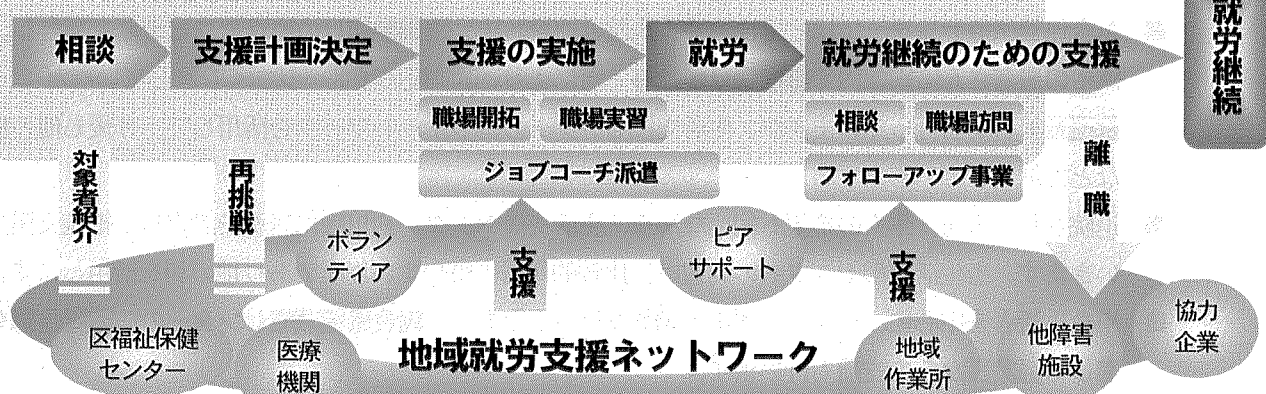 相談
支援計画決定
支援の実施
就労
就労継続のための支援
就労継続
職場開拓
職場実習
ジョブコーチ派遣
相談
職場訪問
フォローアップ事業
対象者紹介
再挑戦
離職
ボラン
ティア
支援
ピア
サポート
支援
区福祉保健
センター
医療
機関
地域就労支援ネットワーク
地域
作業所
他障害
施設
協力
企業